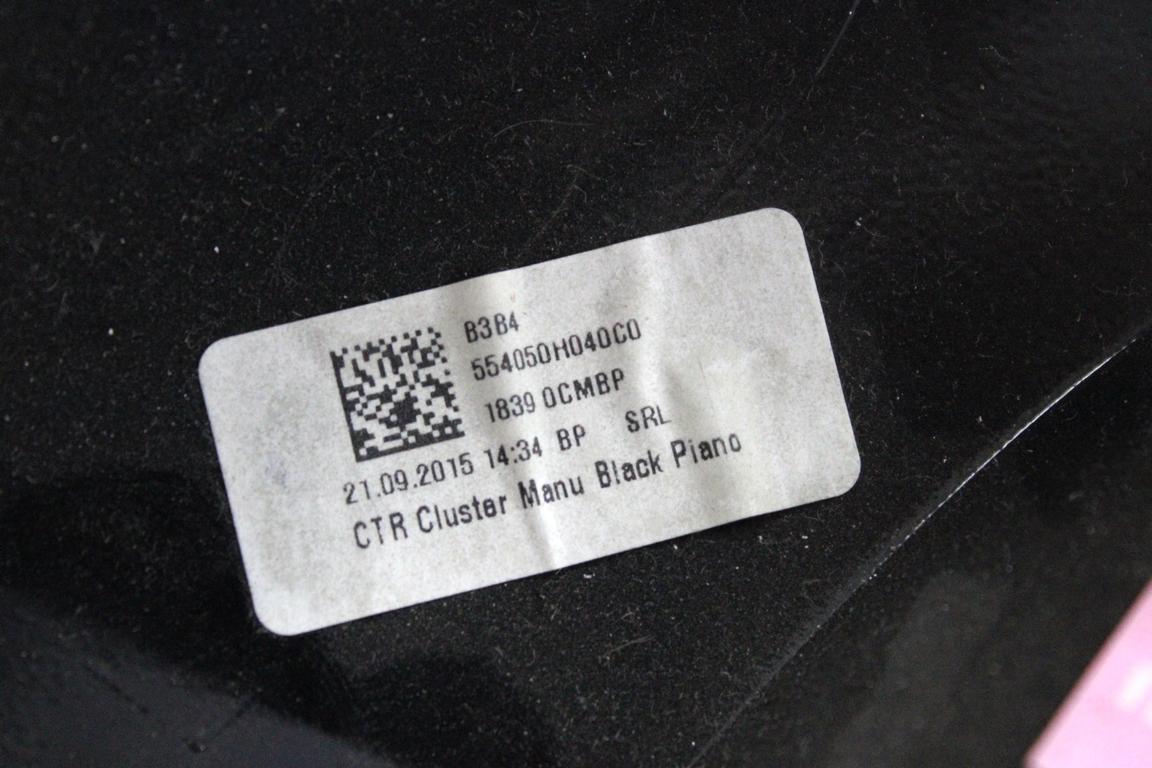 B3B4
554050H040C0
1839 0CMBP
21.09.2015 14:34 BP SRL
CTR Cluster Manu Black Piano